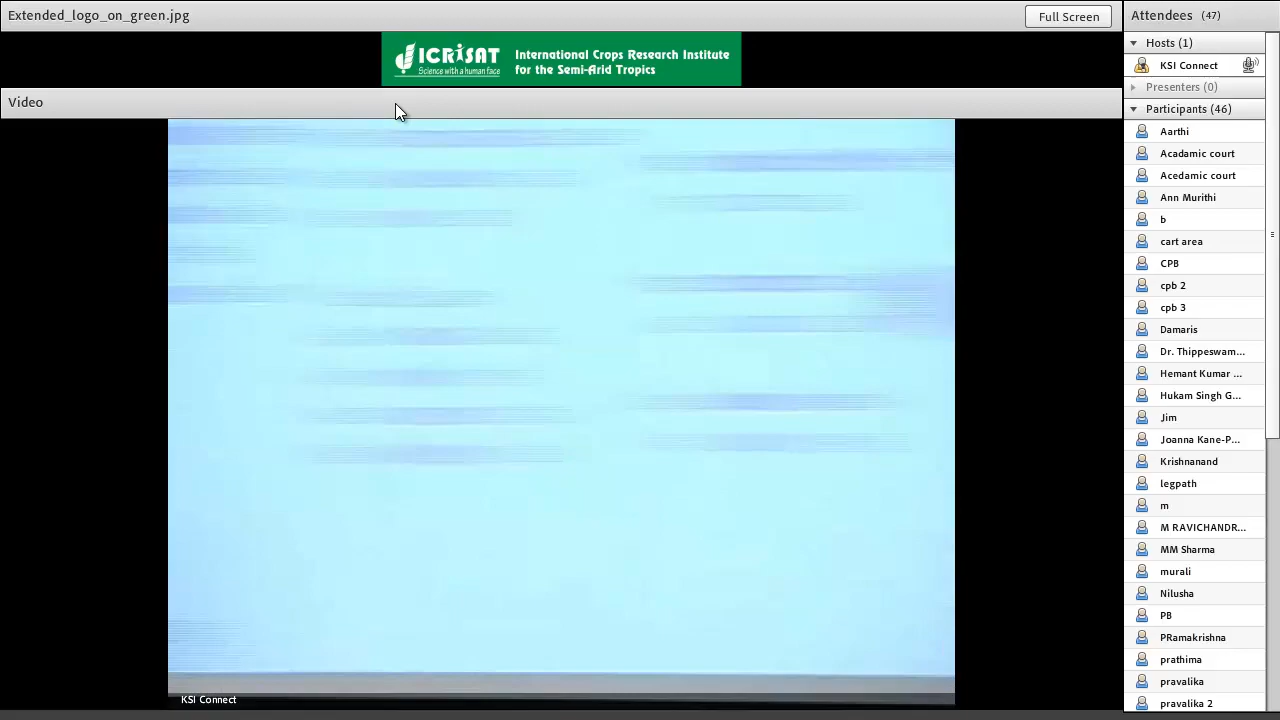 Extended_logo_on_green.jpg
Full Screen
ICRISAT
Science with a human face
International Crops Research Institute
for the Semi-Arid Tropics
Video
KSI Connect
Attendees (47)
Hosts (1)
KSI Connect
Presenters (0)
Participants (46)
Aarthi
Acadamic court
Acedamic court
Ann Murithi
b
cart area
CPB
cpb 2
cpb 3
Damaris
Dr. Thippeswam...
Hemant Kumar ...
Hukam Singh G...
Jim
Joanna Kane-P...
Krishnanand
legpath
m
M RAVICHANDR...
MM Sharma
murali
Nilusha
PB
PRamakrishna
prathima
pravalika
pravalika 2